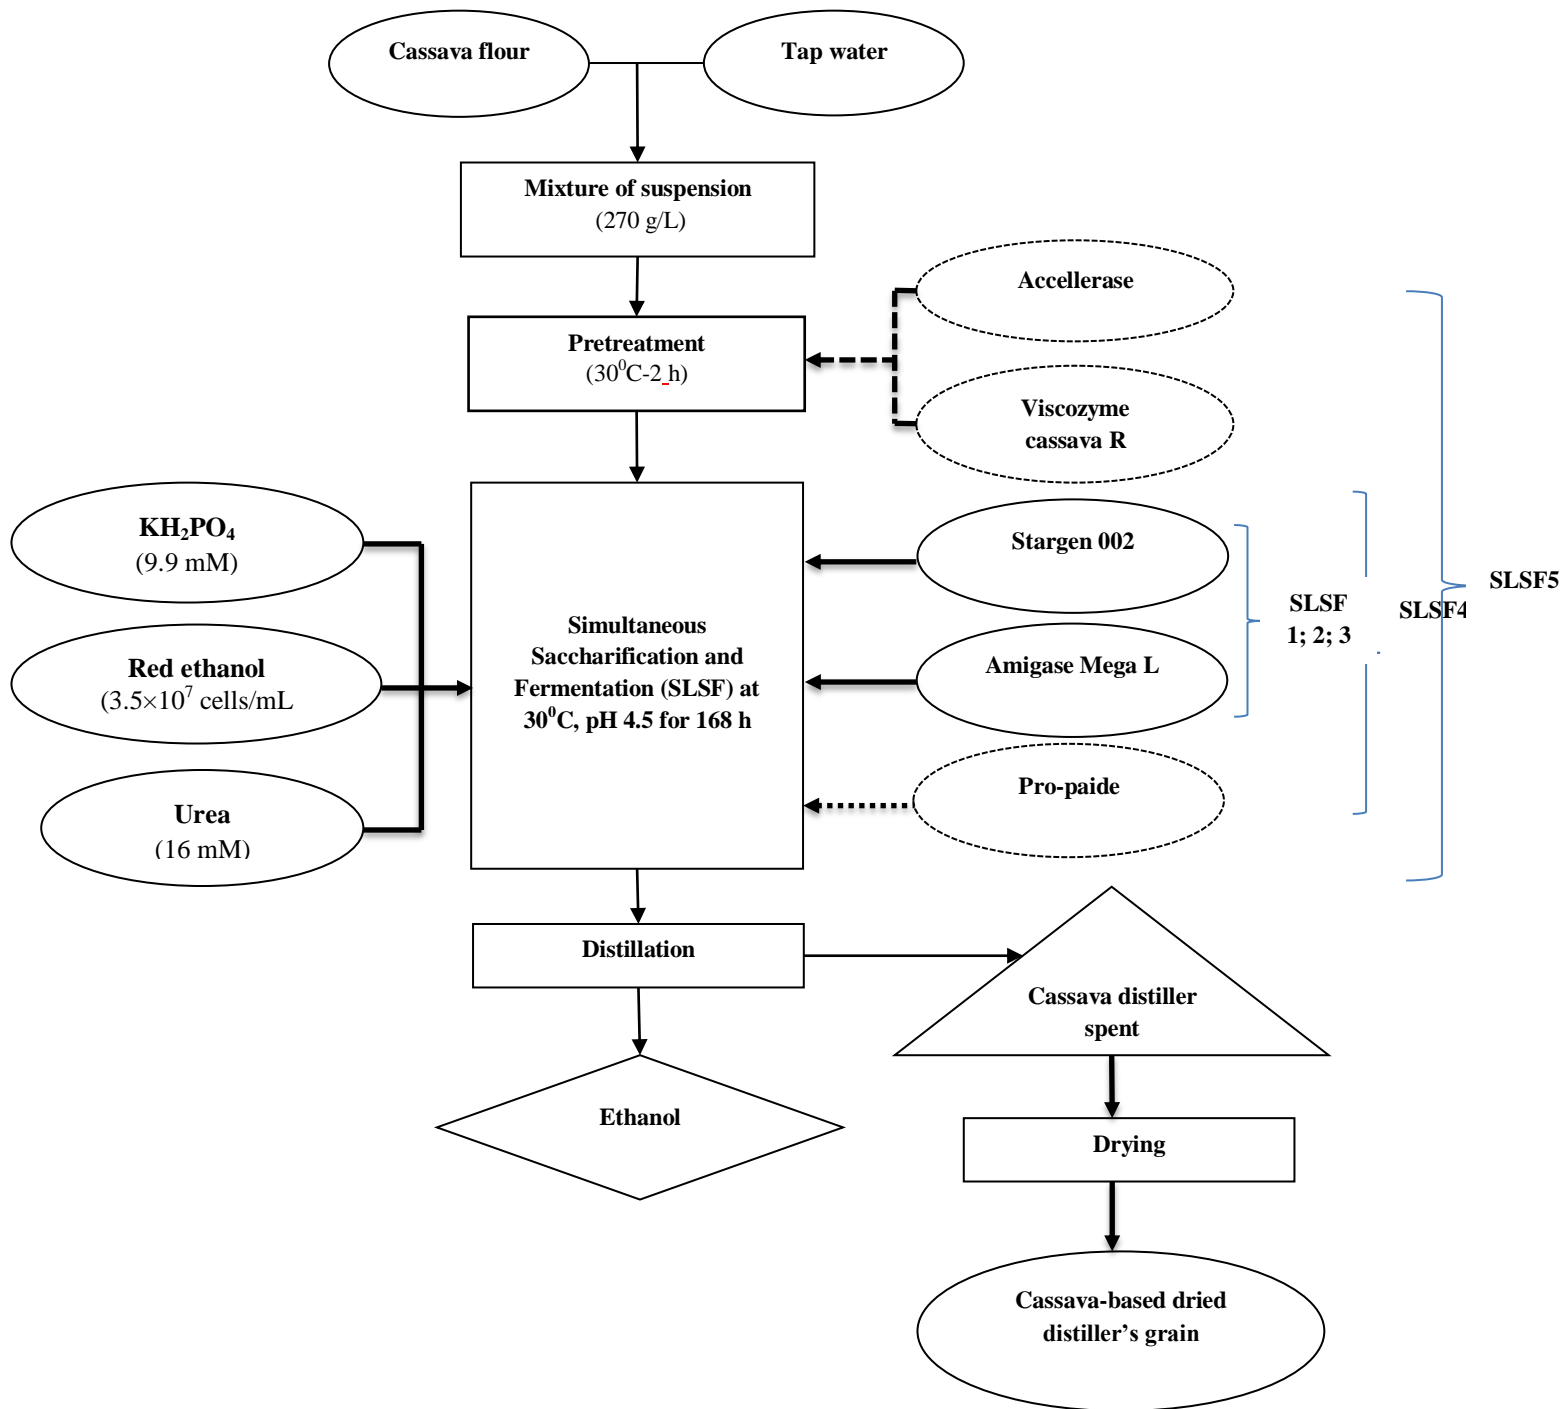 Cassava flour
Tap water
Mixture of suspension
(270 g/L)
Accellerase
Pretreatment
(30⁰C-2 h)
Viscozyme
cassava R
KH₂PO₄
(9.9 mM)
Stargen 002
SLSF5
SLSF
1; 2; 3
SLSF4
Simultaneous
Saccharification and
Fermentation (SLSF) at
30⁰C, pH 4.5 for 168 h
Red ethanol
(3.5×10⁷ cells/mL
Amigase Mega L
Urea
(16 mM)
Pro-paide
Distillation
Cassava distiller
spent
Ethanol
Drying
Cassava-based dried
distiller’s grain